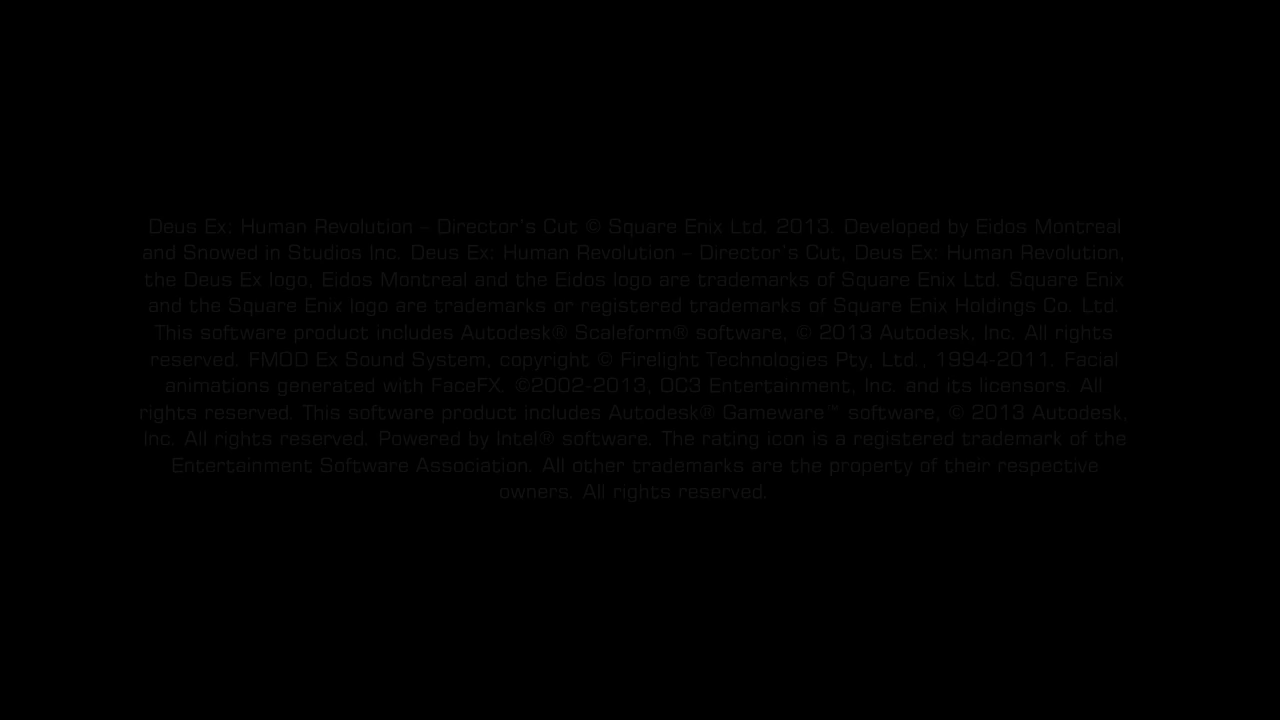 Deus Ex: Human Revolution – Director's Cut © Square Enix Ltd. 2013. Developed by Eidos Montreal
and Snowed in Studios Inc. Deus Ex: Human Revolution – Director's Cut, Deus Ex: Human Revolution,
the Deus Ex logo, Eidos Montreal and the Eidos logo are trademarks of Square Enix Ltd. Square Enix
and the Square Enix logo are trademarks or registered trademarks of Square Enix Holdings Co. Ltd.
This software product includes Autodesk® Scaleform® software, © 2013 Autodesk, Inc. All rights
reserved. FMOD Ex Sound System, copyright © Firelight Technologies Pty, Ltd., 1994-2011. Facial
animations generated with FaceFX. ©2002-2013, OC3 Entertainment, Inc. and its licensors. All
rights reserved. This software product includes Autodesk® Gameware™ software, © 2013 Autodesk,
Inc. All rights reserved. Powered by Intel® software. The rating icon is a registered trademark of the
Entertainment Software Association. All other trademarks are the property of their respective
owners. All rights reserved.